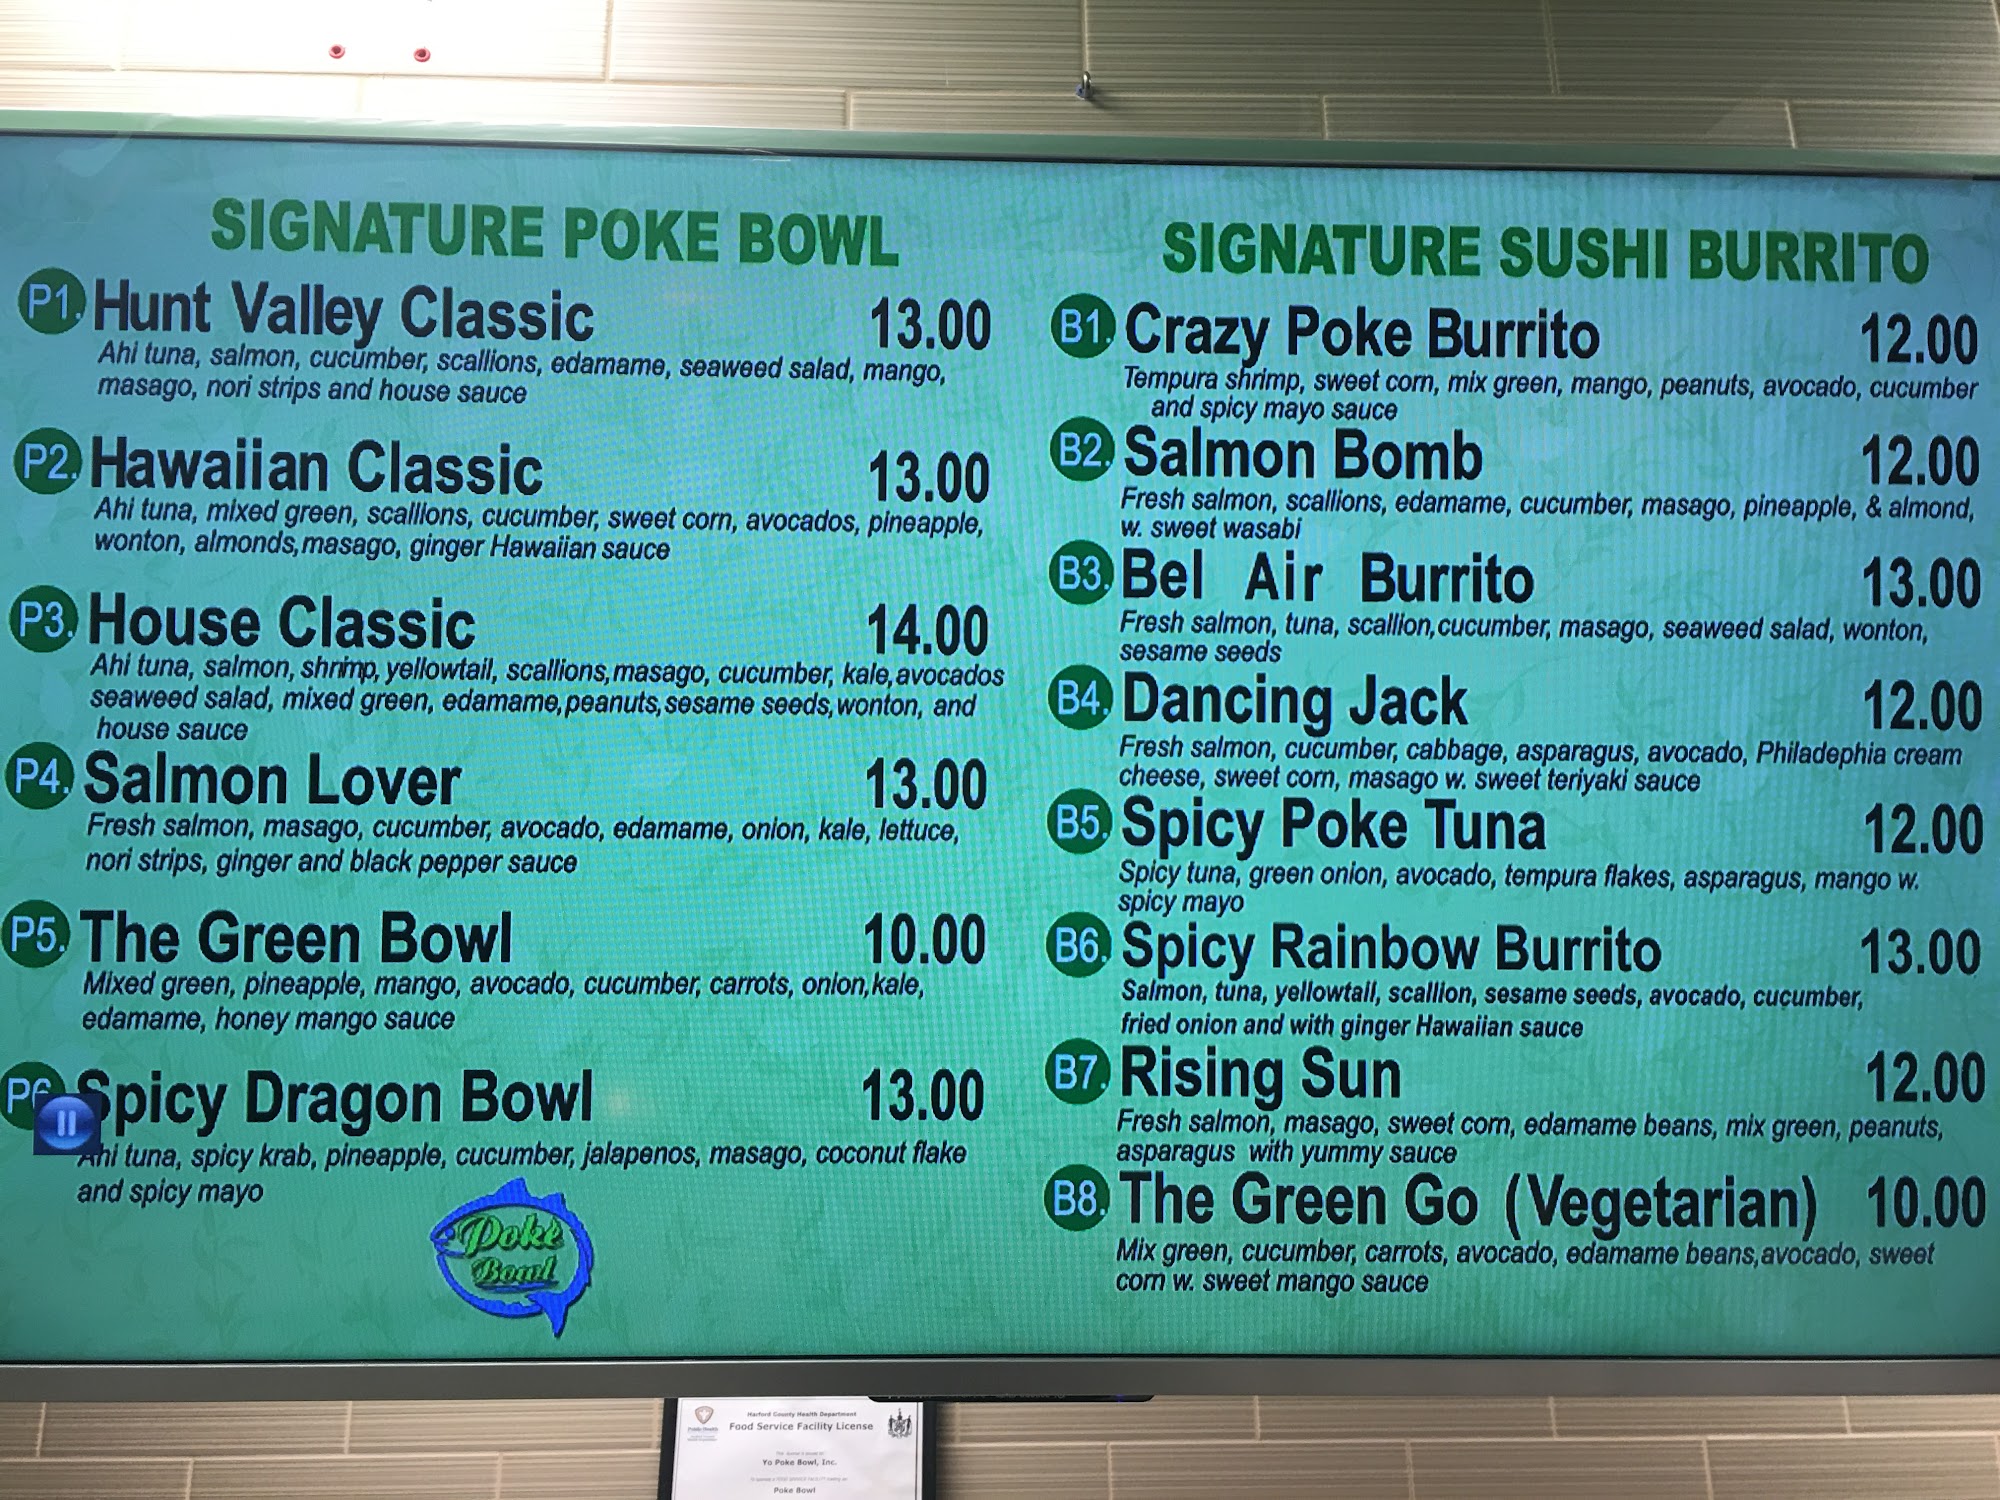 SIGNATURE POKE BOWL
P1. Hunt Valley Classic 13.00
Ahi tuna, salmon, cucumber, scallions, edamame, seaweed salad, mango,
masago, nori strips and house sauce
P2. Hawaiian Classic 13.00
Ahi tuna, mixed green, scallions, cucumber, sweet corn, avocados, pineapple,
wonton, almonds,masago, ginger Hawaiian sauce
P3. House Classic 14.00
Ahi tuna, salmon, shrimp, yellowtail, scallions,masago, cucumber, kale,avocados
seaweed salad, mixed green, edamame,peanuts,sesame seeds,wonton, and
house sauce
P4. Salmon Lover 13.00
Fresh salmon, masago, cucumber, avocado, edamame, onion, kale, lettuce,
nori strips, ginger and black pepper sauce
P5. The Green Bowl 10.00
Mixed green, pineapple, mango, avocado, cucumber, carrots, onion,kale,
edamame, honey mango sauce
P6 Spicy Dragon Bowl 13.00
Ahi tuna, spicy krab, pineapple, cucumber, jalapenos, masago, coconut flake
and spicy mayo
Poke
Bowl
SIGNATURE SUSHI BURRITO
B1. Crazy Poke Burrito 12.00
Tempura shrimp, sweet corn, mix green, mango, peanuts, avocado, cucumber
and spicy mayo sauce
B2. Salmon Bomb 12.00
Fresh salmon, scallions, edamame, cucumber, masago, pineapple, & almond,
w. sweet wasabi
B3. Bel Air Burrito 13.00
Fresh salmon, tuna, scallion,cucumber, masago, seaweed salad, wonton,
sesame seeds
B4. Dancing Jack 12.00
Fresh salmon, cucumber, cabbage, asparagus, avocado, Philadephia cream
cheese, sweet corn, masago w. sweet teriyaki sauce
B5. Spicy Poke Tuna 12.00
Spicy tuna, green onion, avocado, tempura flakes, asparagus, mango w.
spicy mayo
B6. Spicy Rainbow Burrito 13.00
Salmon, tuna, yellowtail, scallion, sesame seeds, avocado, cucumber,
fried onion and with ginger Hawaiian sauce
B7. Rising Sun 12.00
Fresh salmon, masago, sweet corn, edamame beans, mix green, peanuts,
asparagus with yummy sauce
B8. The Green Go (Vegetarian) 10.00
Mix green, cucumber, carrots, avocado, edamame beans,avocado, sweet
corn w. sweet mango sauce
Harford County Health Department
Food Service Facility License
Yo Poke Bowl, Inc.
Poke Bowl